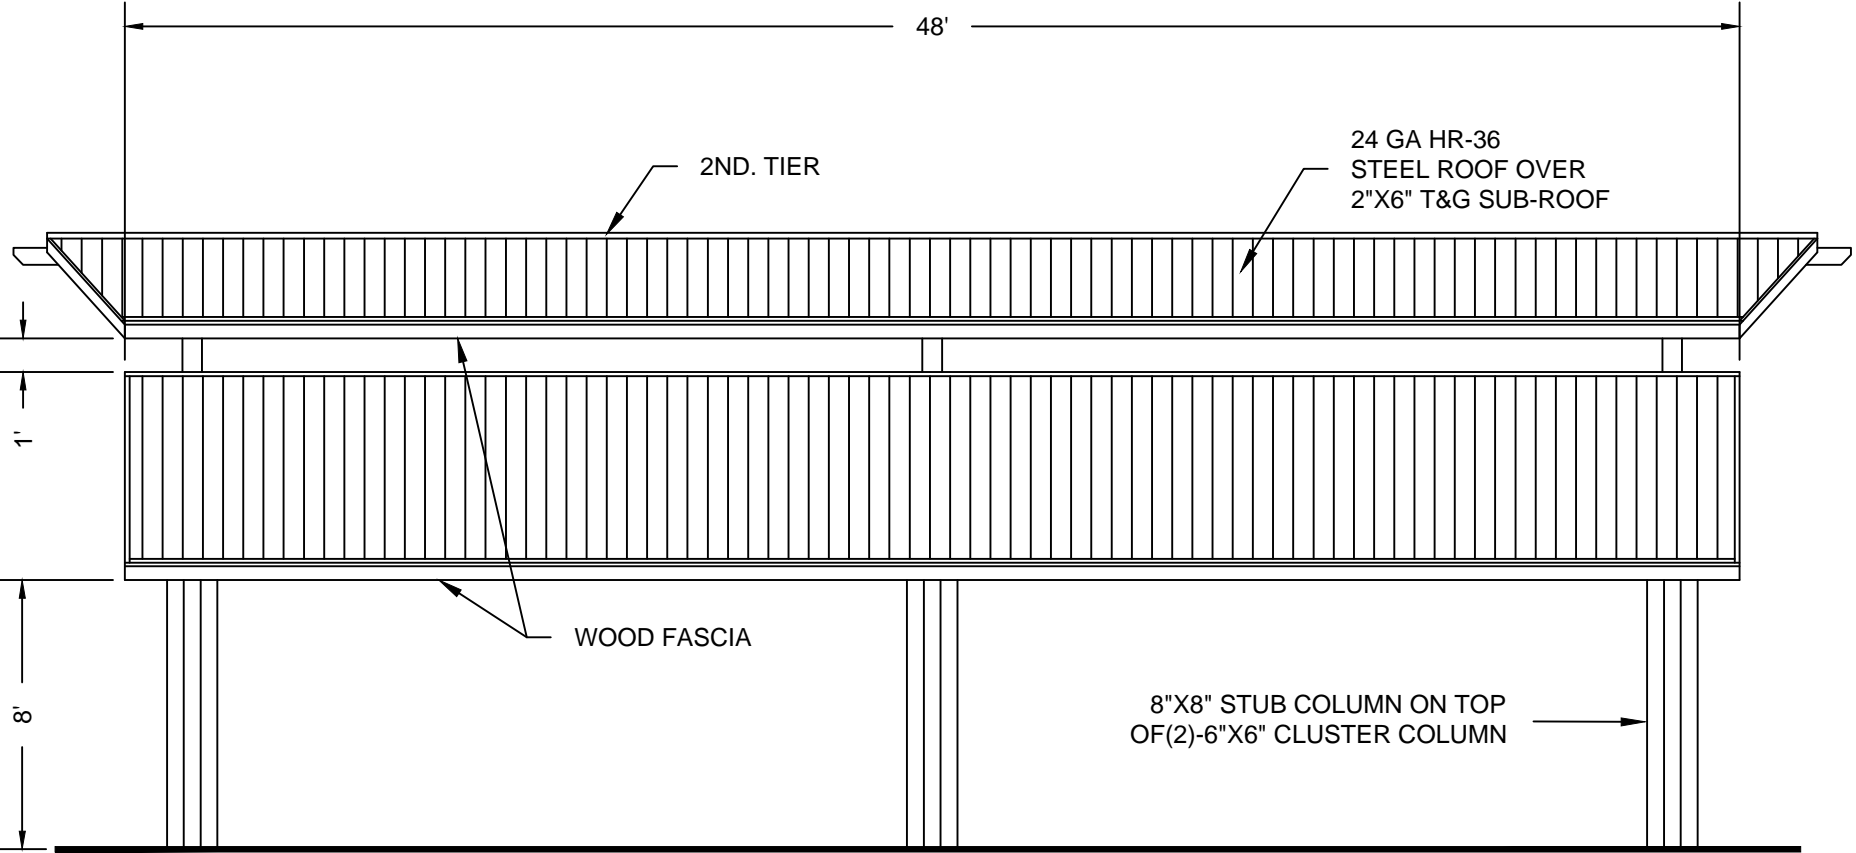 48'
2ND. TIER
24 GA HR-36
STEEL ROOF OVER
2"X6" T&G SUB-ROOF
1'
WOOD FASCIA
8'
8"X8" STUB COLUMN ON TOP
OF(2)-6"X6" CLUSTER COLUMN